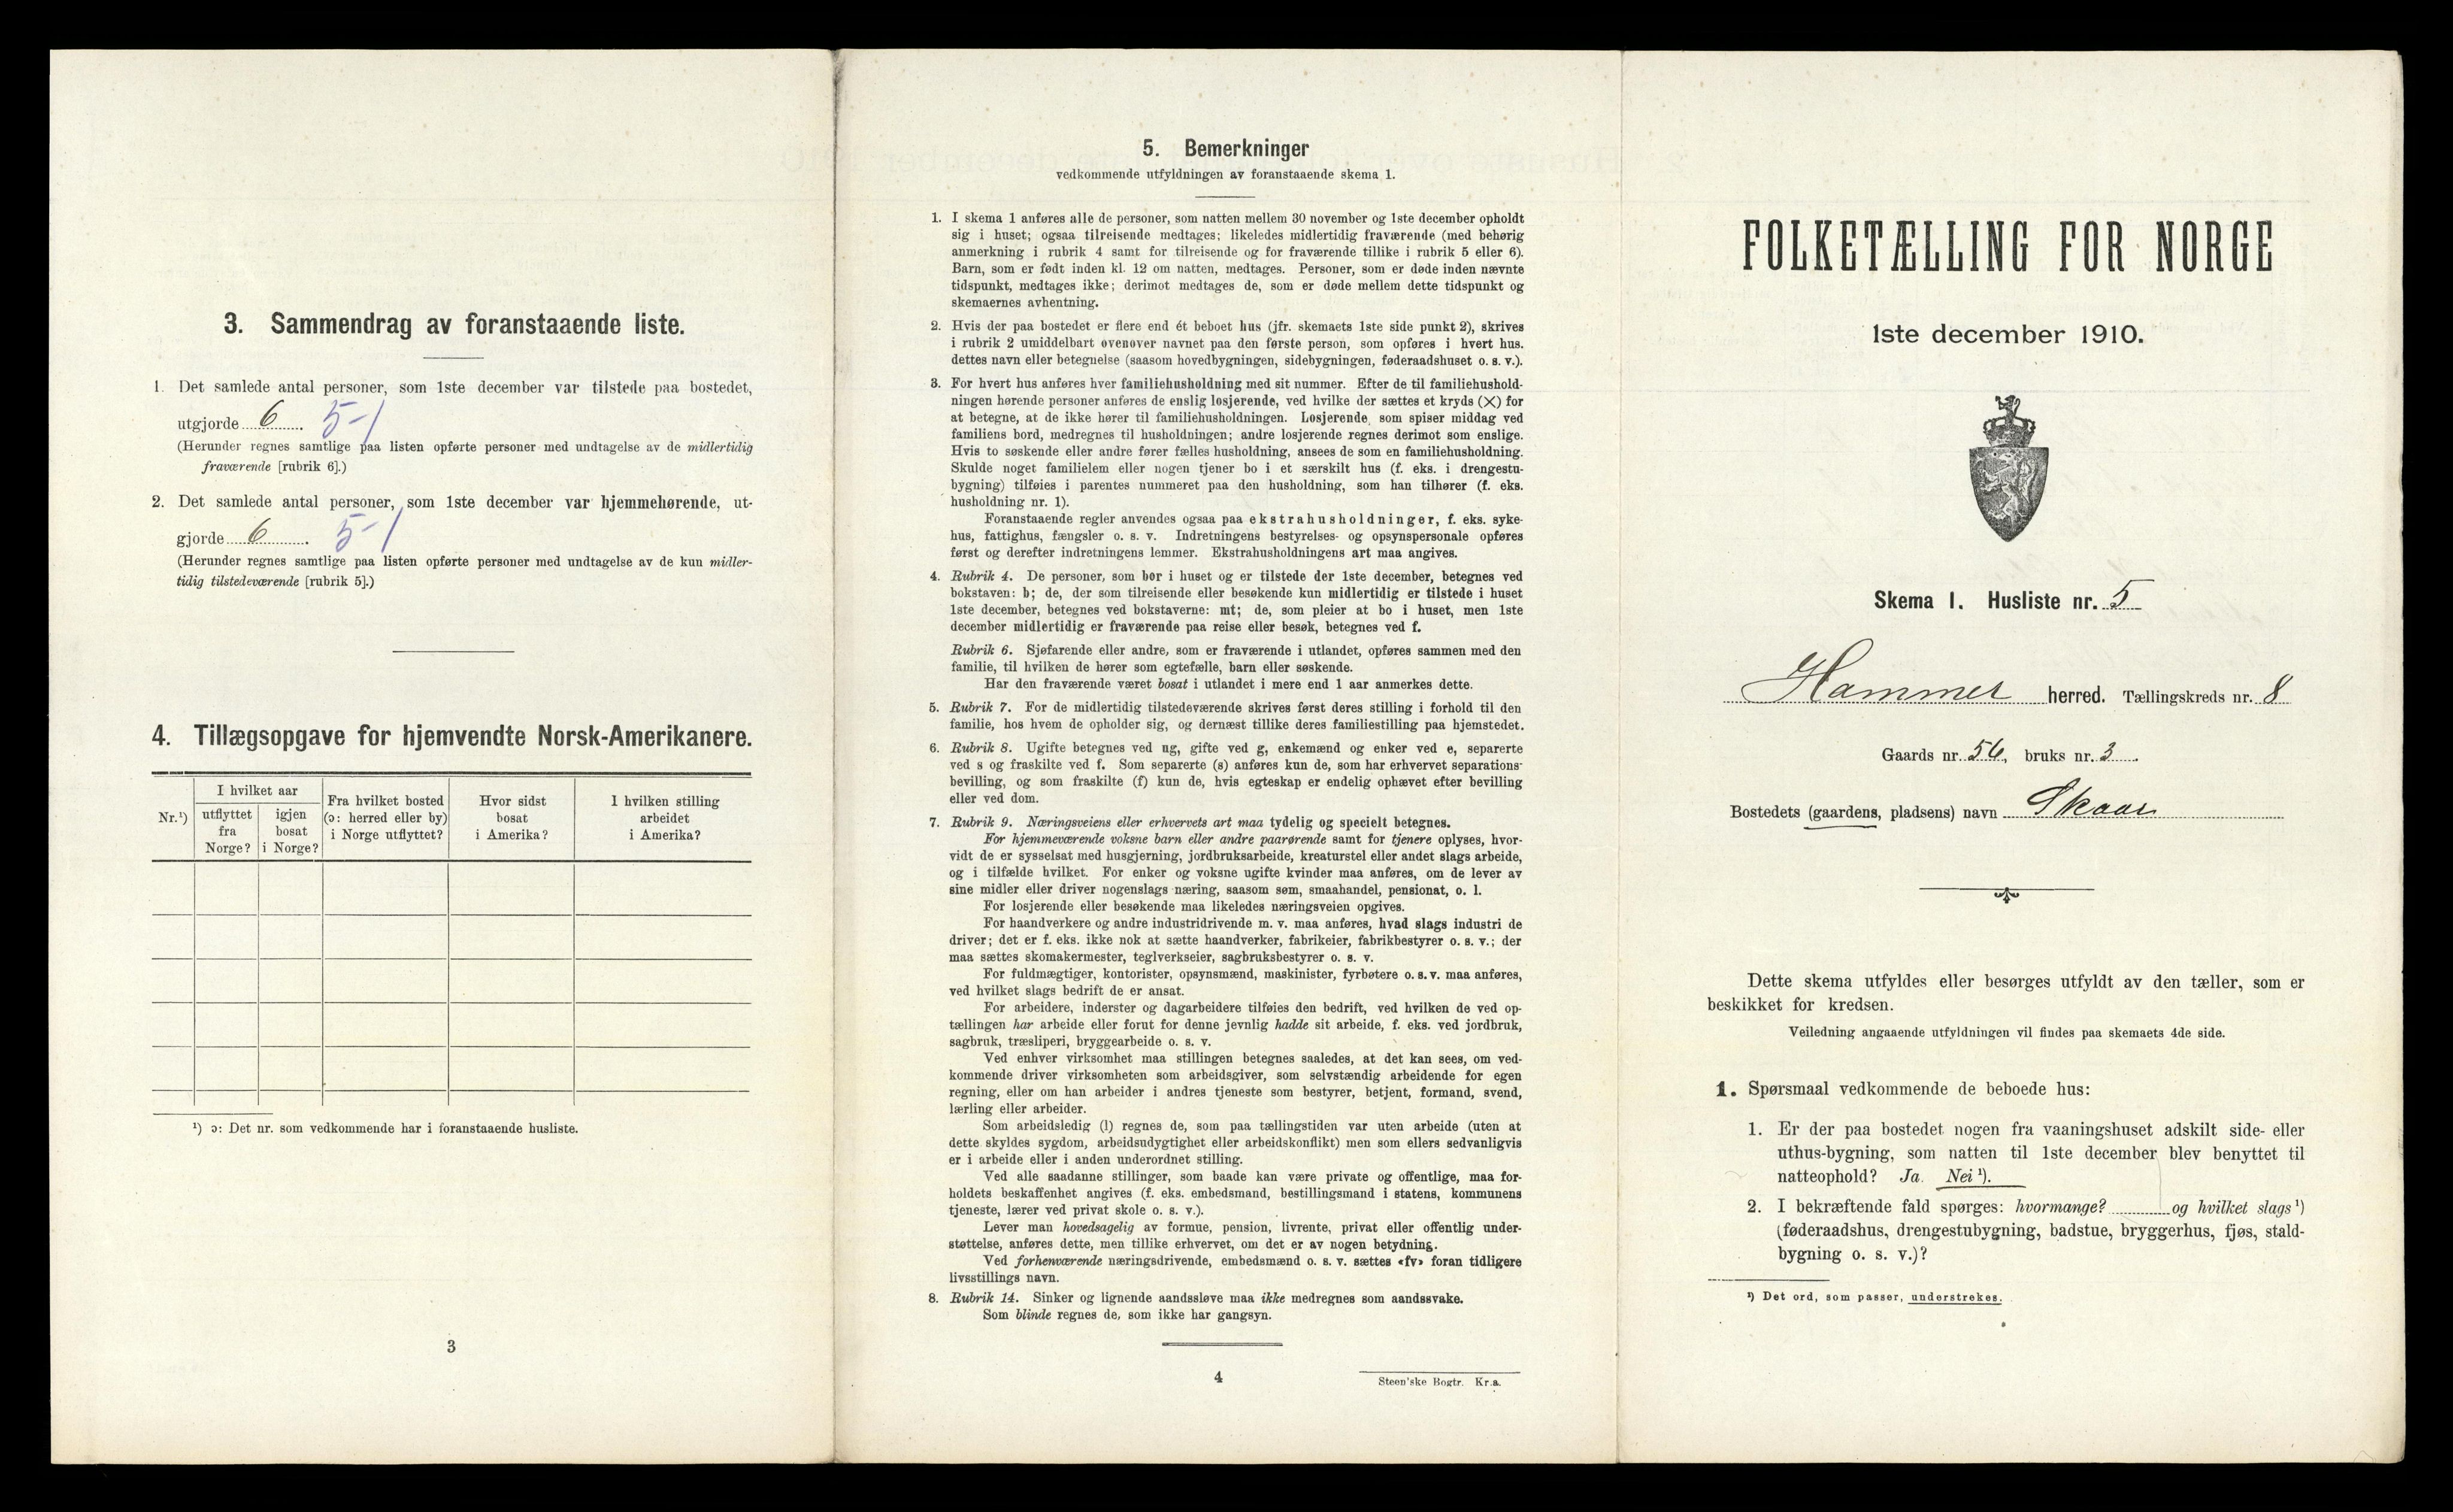 3. Sammendrag av foranstaaende liste.
1. Det samlede antal personer, som 1ste december var tilstede paa bostedet,
utgjorde 6. 5-1
(Herunder regnes samtlige paa listen opførte personer med undtagelse av de midlertidig
fraværende [rubrik 6].)
2. Det samlede antal personer, som 1ste december var hjemmehørende, ut-
gjorde 6. 5-1
(Herunder regnes samtlige paa listen opførte personer med undtagelse av de kun midler-
tidig tilstedeværende [rubrik 5].)
4. Tillægsopgave for hjemvendte Norsk-Amerikanere.
Nr.¹)
I hvilket aar
utflyttet
fra
Norge?
igjen
bosat
i Norge?
Fra hvilket bosted
(ɔ: herred eller by)
i Norge utflyttet?
Hvor sidst
bosat
i Amerika?
I hvilken stilling
arbeidet
i Amerika?
¹) ɔ: Det nr. som vedkommende har i foranstaaende husliste.
3
5. Bemerkninger
vedkommende utfyldningen av foranstaaende skema 1.
1. I skema 1 anføres alle de personer, som natten mellem 30 november og 1ste december opholdt
sig i huset; ogsaa tilreisende medtages; likeledes midlertidig fraværende (med behørig
anmerkning i rubrik 4 samt for tilreisende og for fraværende tillike i rubrik 5 eller 6).
Barn, som er født inden kl. 12 om natten, medtages. Personer, som er døde inden nævnte
tidspunkt, medtages ikke; derimot medtages de, som er døde mellem dette tidspunkt og
skemaernes avhentning.
2. Hvis der paa bostedet er flere end ét beboet hus (jfr. skemaets 1ste side punkt 2), skrives
i rubrik 2 umiddelbart ovenover navnet paa den første person, som opføres i hvert hus.
dettes navn eller betegnelse (saasom hovedbygningen, sidebygningen, føderaadshuset o. s. v.).
3. For hvert hus anføres hver familiehusholdning med sit nummer. Efter de til familiehushold-
ningen hørende personer anføres de enslig losjerende, ved hvilke der sættes et kryds (×) for
at betegne, at de ikke hører til familiehusholdningen. Losjerende, som spiser middag ved
familiens bord, medregnes til husholdningen; andre losjerende regnes derimot som enslige.
Hvis to søskende eller andre fører fælles husholdning, ansees de som en familiehusholdning.
Skulde noget familielem eller nogen tjener bo i et særskilt hus (f. eks. i drengestu-
bygning) tilføies i parentes nummeret paa den husholdning, som han tilhører (f. eks.
husholdning nr. 1).
Foranstaaende regler anvendes ogsaa paa ekstrahusholdninger, f. eks. syke-
hus, fattighus, fængsler o. s. v. Indretningens bestyrelses- og opsynspersonale opføres
først og derefter indretningens lemmer. Ekstrahusholdningens art maa angives.
4. Rubrik 4. De personer, som bor i huset og er tilstede der 1ste december, betegnes ved
bokstaven: b; de, der som tilreisende eller besøkende kun midlertidig er tilstede i huset
1ste december, betegnes ved bokstaverne: mt; de, som pleier at bo i huset, men 1ste
december midlertidig er fraværende paa reise eller besøk, betegnes ved f.
Rubrik 6. Sjøfarende eller andre, som er fraværende i utlandet, opføres sammen med den
familie, til hvilken de hører som egtefælle, barn eller søskende.
Har den fraværende været bosat i utlandet i mere end 1 aar anmerkes dette.
5. Rubrik 7. For de midlertidig tilstedeværende skrives først deres stilling i forhold til den
familie, hos hvem de opholder sig, og dernæst tillike deres familiestilling paa hjemstedet.
6. Rubrik 8. Ugifte betegnes ved ug, gifte ved g, enkemænd og enker ved e, separerte
ved s og fraskilte ved f. Som separerte (s) anføres kun de, som har erhvervet separations-
bevilling, og som fraskilte (f) kun de, hvis egteskap er endelig ophævet efter bevilling
eller ved dom.
7. Rubrik 9. Næringsveiens eller erhvervets art maa tydelig og specielt betegnes.
For hjemmeværende voksne barn eller andre paarørende samt for tjenere oplyses, hvor-
vidt de er sysselsat med husgjerning, jordbruksarbeide, kreaturstel eller andet slags arbeide,
og i tilfælde hvilket. For enker og voksne ugifte kvinder maa anføres, om de lever av
sine midler eller driver nogenslags næring, saasom søm, smaahandel, pensionat, o. l.
For losjerende eller besøkende maa likeledes næringsveien opgives.
For haandverkere og andre industridrivende m. v. maa anføres, hvad slags industri de
driver; det er f. eks. ikke nok at sætte haandverker, fabrikeier, fabrikbestyrer o. s. v.; der
maa sættes skomakermester, teglverkseier, sagbruksbestyrer o. s. v.
For fuldmægtiger, kontorister, opsynsmænd, maskinister, fyrbøtere o. s. v. maa anføres,
ved hvilket slags bedrift de er ansat.
For arbeidere, inderster og dagarbeidere tilføies den bedrift, ved hvilken de ved op-
tællingen har arbeide eller forut for denne jevnlig hadde sit arbeide, f. eks. ved jordbruk,
sagbruk, træsliperi, bryggearbeide o. s. v.
Ved enhver virksomhet maa stillingen betegnes saaledes, at det kan sees, om ved-
kommende driver virksomheten som arbeidsgiver, som selvstændig arbeidende for egen
regning, eller om han arbeider i andres tjeneste som bestyrer, betjent, formand, svend,
lærling eller arbeider.
Som arbeidsledig (l) regnes de, som paa tællingstiden var uten arbeide (uten at
dette skyldes sygdom, arbeidsudygtighet eller arbeidskonflikt) men som ellers sedvanligvis
er i arbeide eller i anden underordnet stilling.
Ved alle saadanne stillinger, som baade kan være private og offentlige, maa for-
holdets beskaffenhet angives (f. eks. embedsmand, bestillingsmand i statens, kommunens
tjeneste, lærer ved privat skole o. s. v.).
Lever man hovedsagelig av formue, pension, livrente, privat eller offentlig under-
støttelse, anføres dette, men tillike erhvervet, om det er av nogen betydning.
Ved forhenværende næringsdrivende, embedsmænd o. s. v. sættes «fv» foran tidligere
livsstillings navn.
8. Rubrik 14. Sinker og lignende aandssløve maa ikke medregnes som aandssvake.
Som blinde regnes de, som ikke har gangsyn.
4
Steen'ske Bogtr. Kr.a.
FOLKETÆLLING FOR NORGE
1ste december 1910.
Skema 1. Husliste nr. 5
Hammer herred. Tællingskreds nr. 8
Gaards nr. 56, bruks nr. 3
Bostedets (gaardens, pladsens) navn Skaar
Dette skema utfyldes eller besørges utfyldt av den tæller, som er
beskikket for kredsen.
Veiledning angaaende utfyldningen vil findes paa skemaets 4de side.
1. Spørsmaal vedkommende de beboede hus:
1. Er der paa bostedet nogen fra vaaningshuset adskilt side- eller
uthus-bygning, som natten til 1ste december blev benyttet til
natteophold? Ja. Nei ¹).
2. I bekræftende fald spørges: hvormange? og hvilket slags ¹)
(føderaadshus, drengestubygning, badstue, bryggerhus, fjøs, stald-
bygning o. s. v.)?
¹) Det ord, som passer, understrekes.